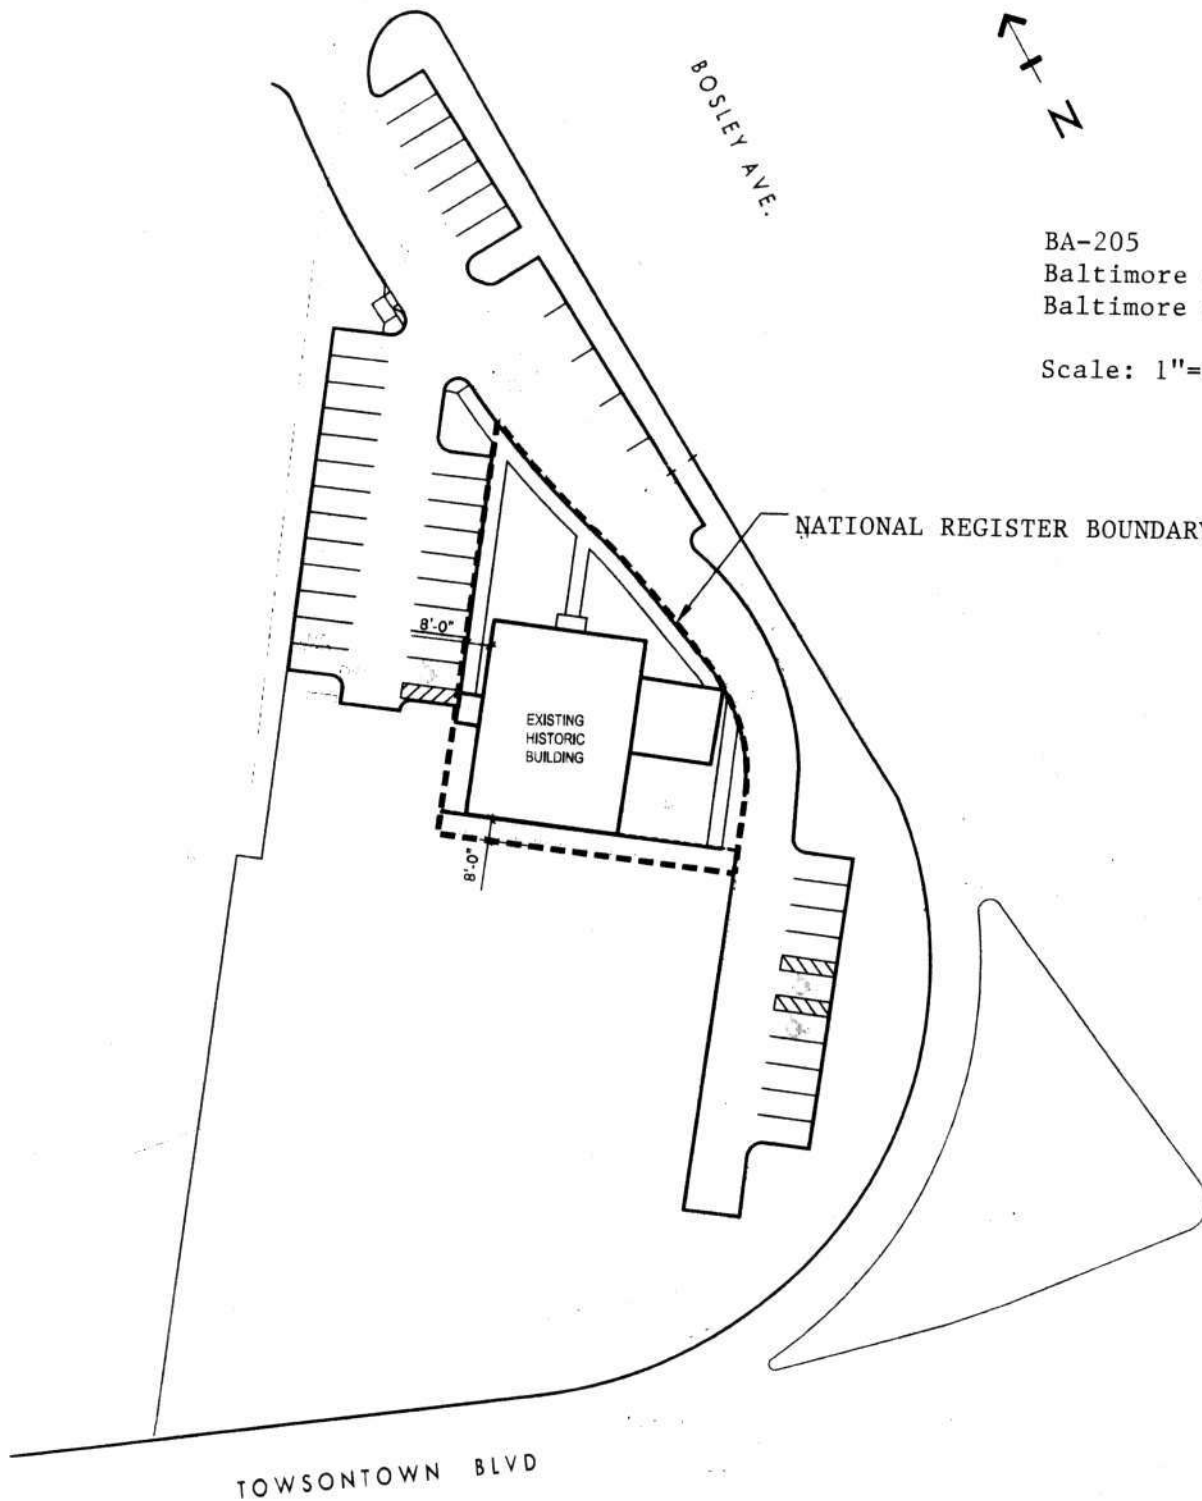 BOSLEY AVE.
N
BA-205
Baltimore
Baltimore
Scale: 1"=
NATIONAL REGISTER BOUNDARY
8'-0"
EXISTING
HISTORIC
BUILDING
8'-0"
TOWSONTOWN BLVD